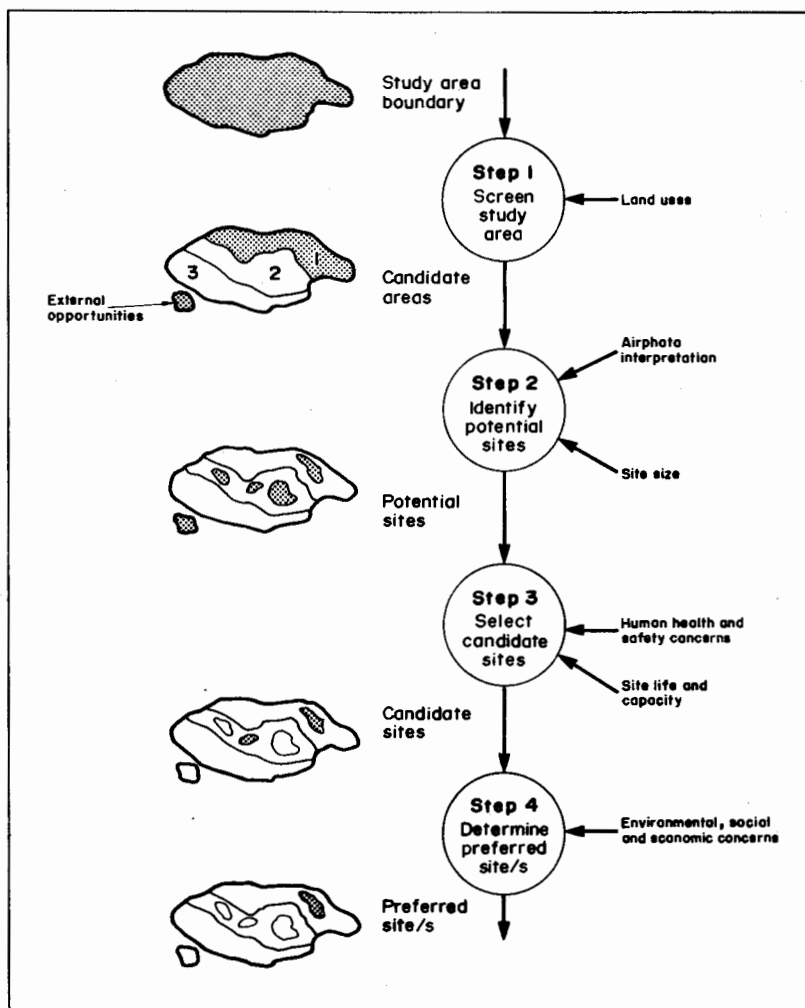 Study area
boundary
Step 1
Screen
study
area
Land uses
3
2
1
Candidate
areas
External
opportunities
Airphata
interpretation
Step 2
Identify
potential
sites
Site size
Potential
sites
Step 3
Select
candidate
sites
Human health and
safety concerns
Site life and
capacity
Candidate
sites
Step 4
Determine
preferred
site/s
Environmental, social
and economic concerns
Preferred
site/s